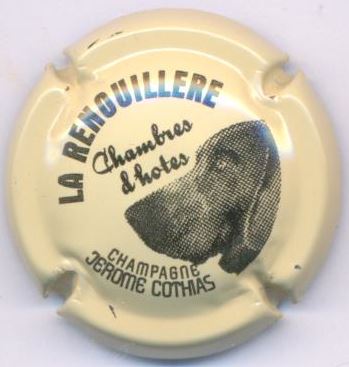 LA RENOUILLERE
Chambres
d'hotes
CHAMPAGNE
JEROME COTHIAS